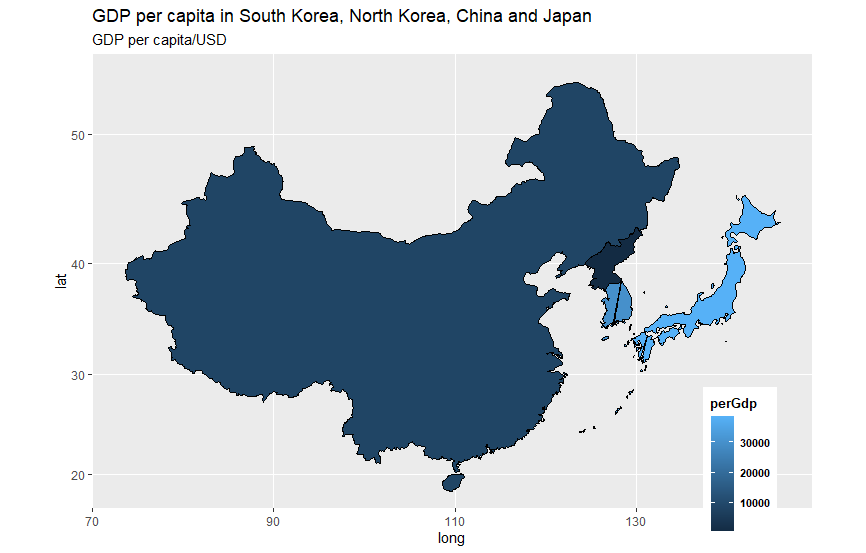 GDP per capita in South Korea, North Korea, China and Japan
GDP per capita/USD
50
40
30
20
lat
70
90
110
130
long
perGdp
30000
20000
10000